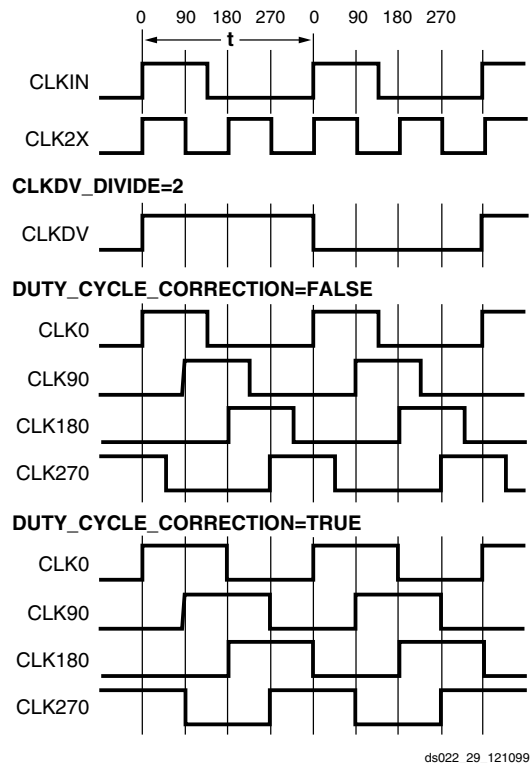 0 90 180 270 0 90 180 270
t
CLKIN
CLK2X
CLKDV_DIVIDE=2
CLKDV
DUTY_CYCLE_CORRECTION=FALSE
CLK0
CLK90
CLK180
CLK270
DUTY_CYCLE_CORRECTION=TRUE
CLK0
CLK90
CLK180
CLK270
ds022_29_121099